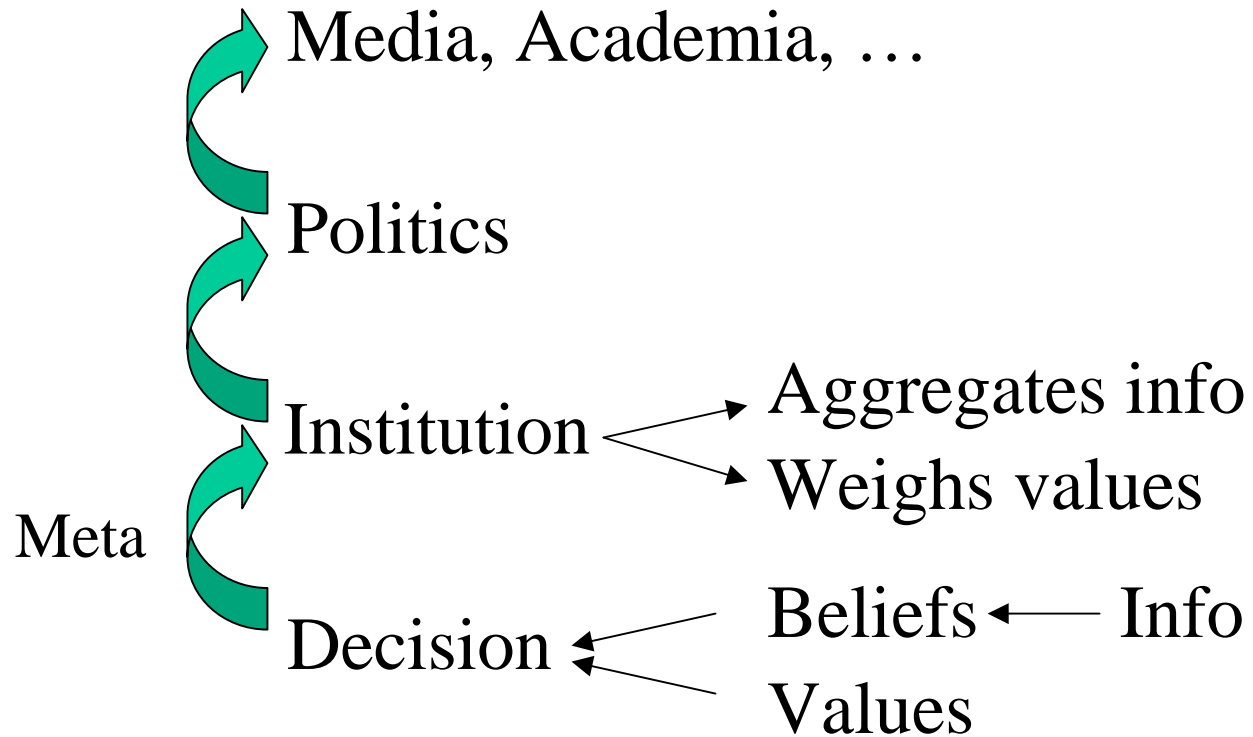 Media, Academia, …
Politics
Institution
Aggregates info
Weighs values
Meta
Decision
Beliefs
Info
Values